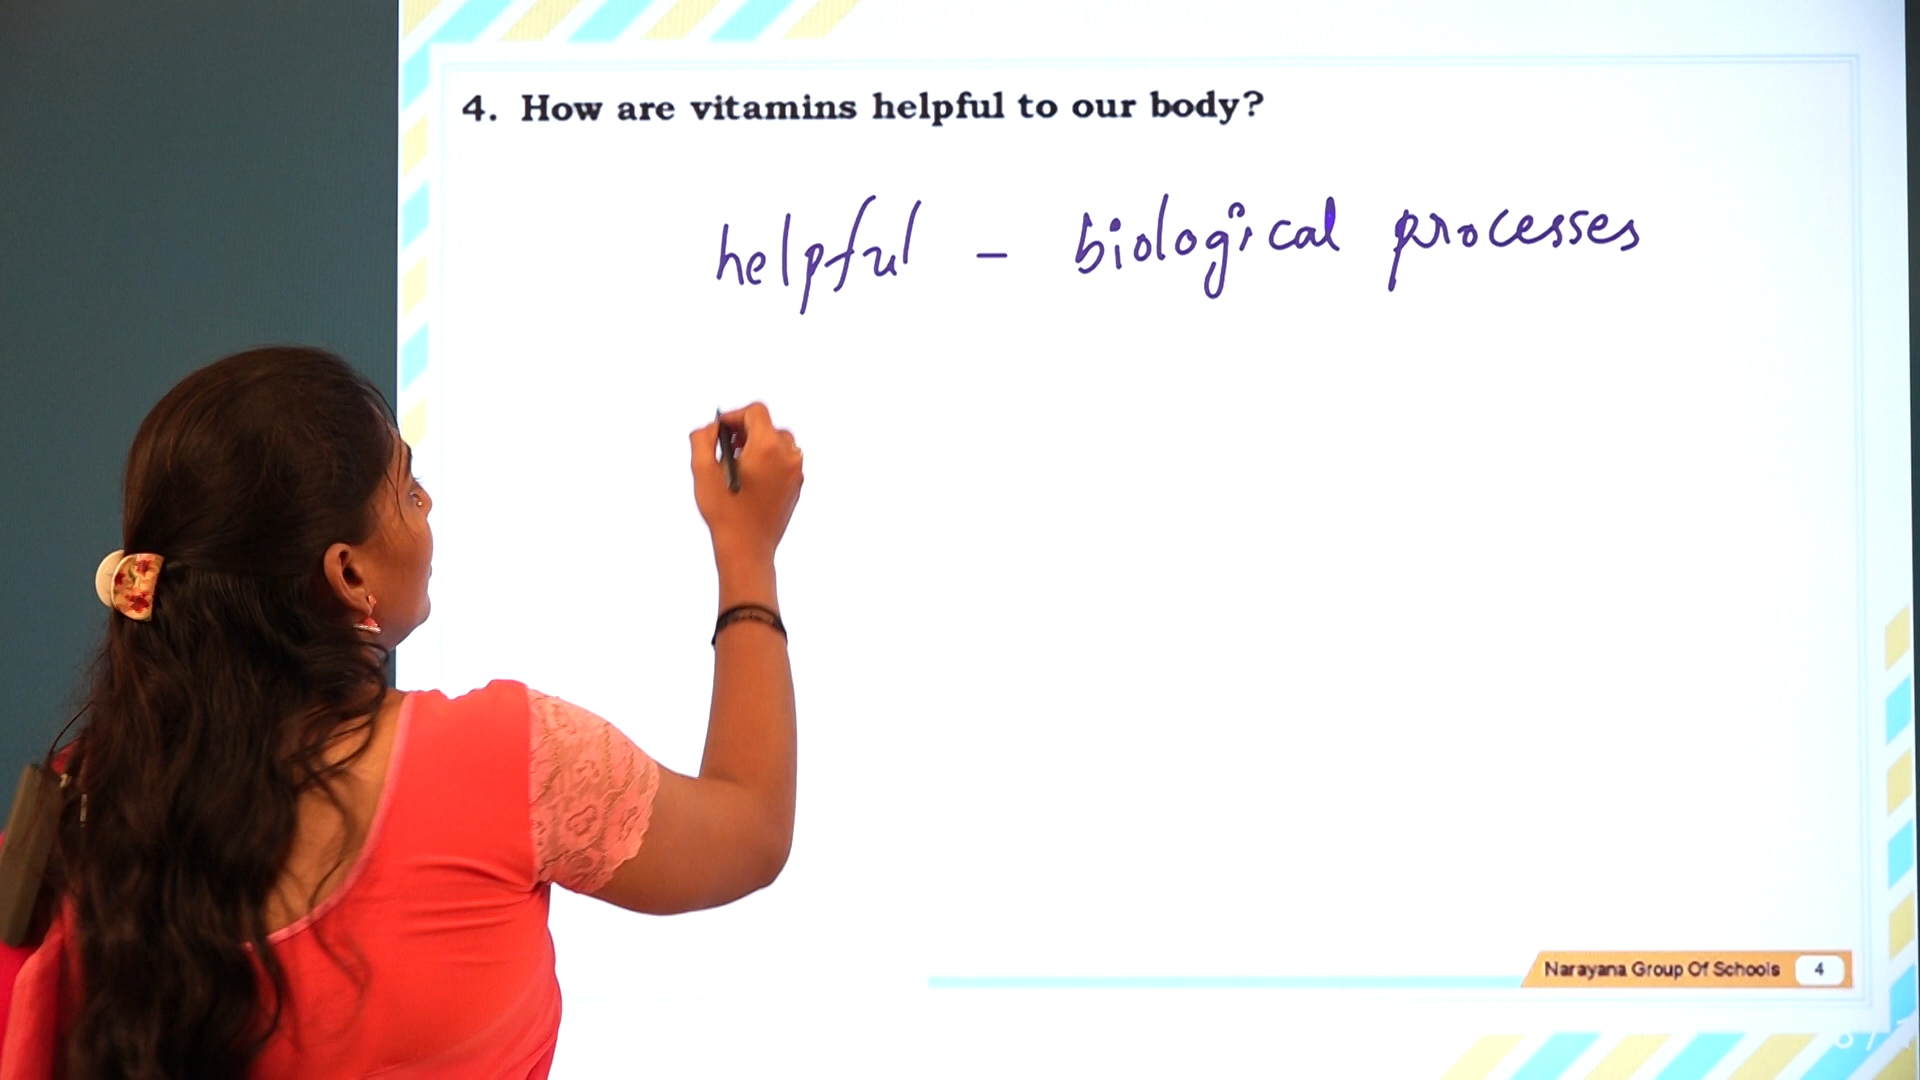 4. How are vitamins helpful to our body?
helpful - biological processes
Narayana Group Of Schools 4